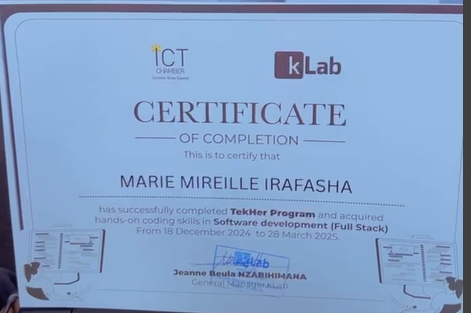 ICT
CHAMBER
kLab
CERTIFICATE
OF COMPLETION
This is to certify that
MARIE MIREILLE IRAFASHA
has successfully completed TekHer Program and acquired
hands-on coding skills in Software development (Full Stack)
From 18 December 2024 to 28 March 2025.
Jeanne Beula NZABIHIMANA
General Manager kLab